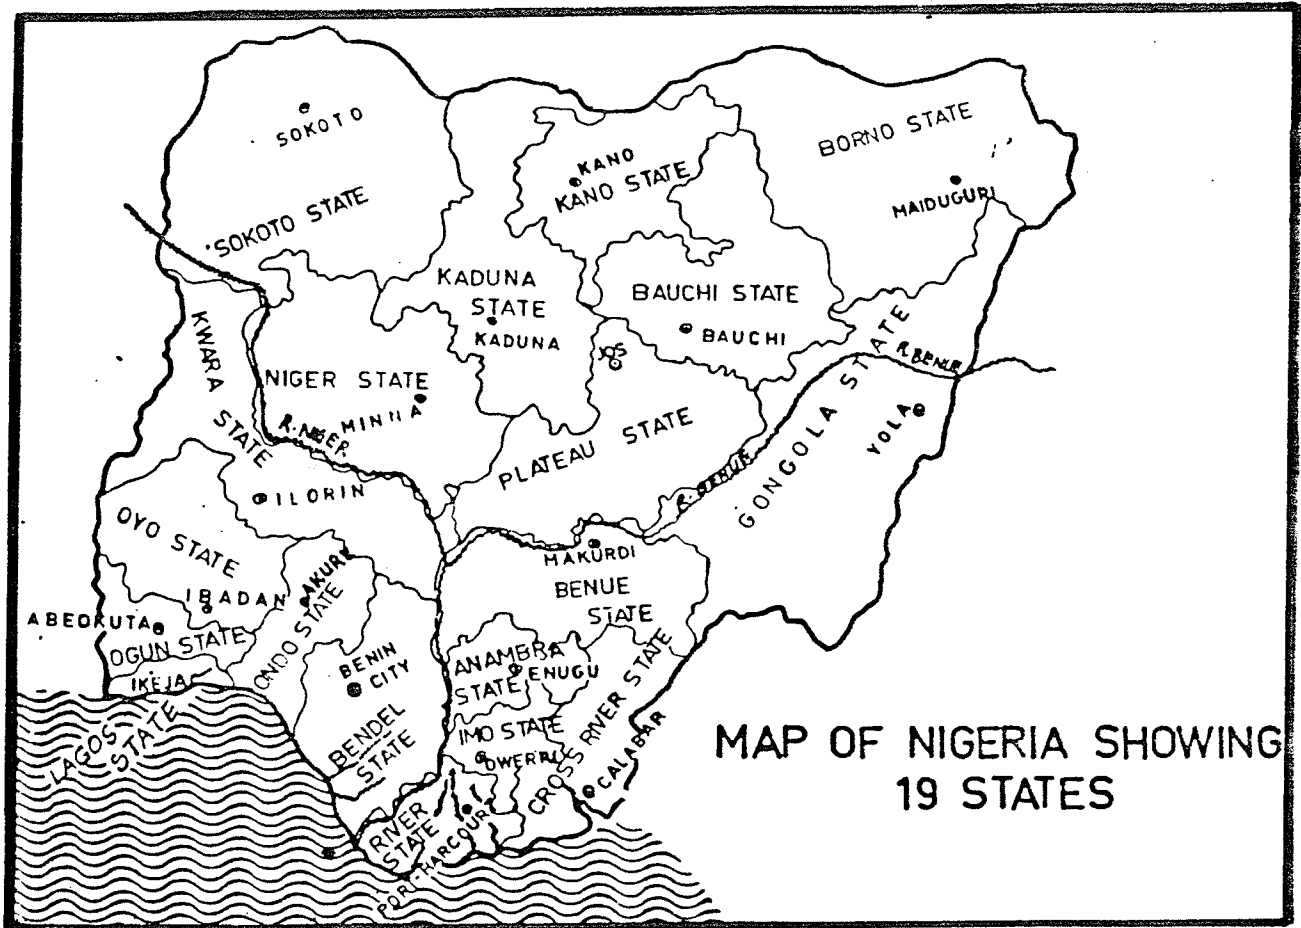 SOKOTO
SOKOTO STATE
KANO
KANO STATE
BORNO STATE
MAIDUGURI
KADUNA
STATE
KADUNA
BAUCHI STATE
BAUCHI
JOS
KWARA STATE
NIGER STATE
MINNA
R. NIGER.
ILORIN
PLATEAU STATE
R. BENUE
R. BENUE
GONGOLA STATE
YOLA
OYO STATE
IBADAN
AKURE
ONDO STATE
ABEOKUTA
OGUN STATE
IKEJA
LAGOS
STATE
MAKURDI
BENUE
STATE
BENIN
CITY
BENDEL
STATE
ANAMBRA
STATE
ENUGU
IMO STATE
OWERRI
CROSS RIVER STATE
CALABAR
RIVER
STATE
PORT-HARCOURT
MAP OF NIGERIA SHOWING
19 STATES